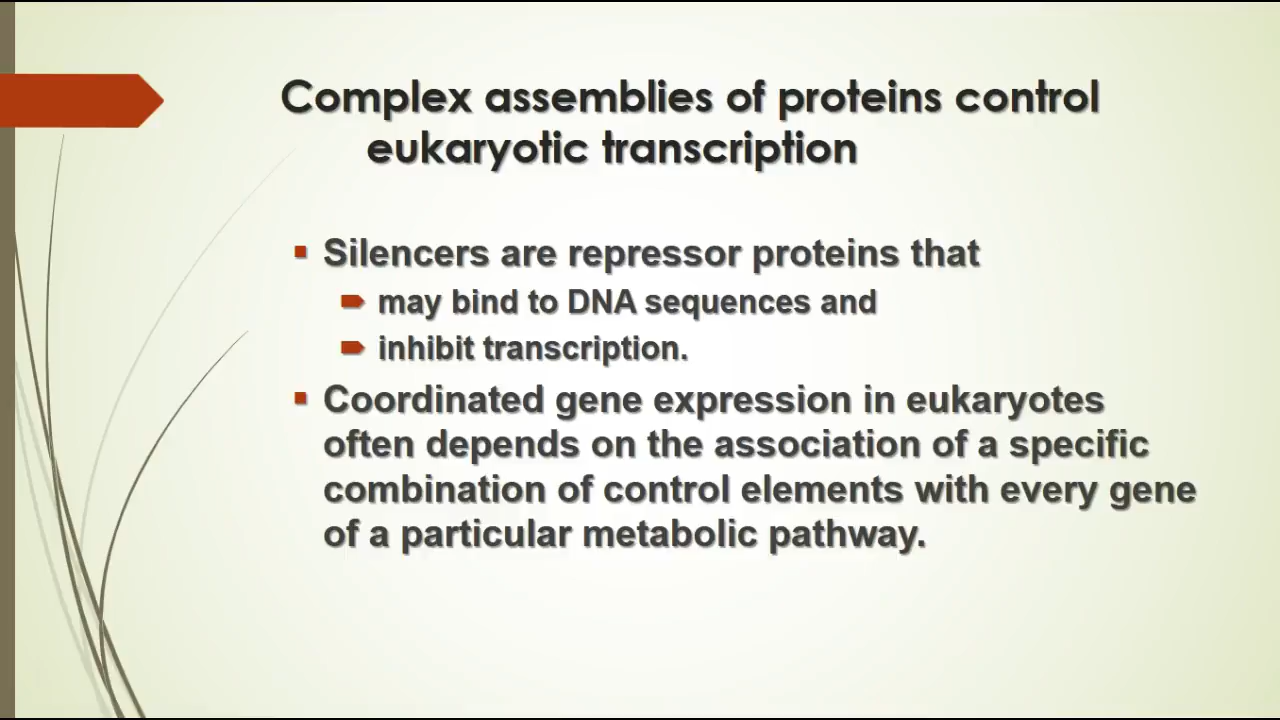 Complex assemblies of proteins control
eukaryotic transcription
Silencers are repressor proteins that
may bind to DNA sequences and
inhibit transcription.
Coordinated gene expression in eukaryotes
often depends on the association of a specific
combination of control elements with every gene
of a particular metabolic pathway.